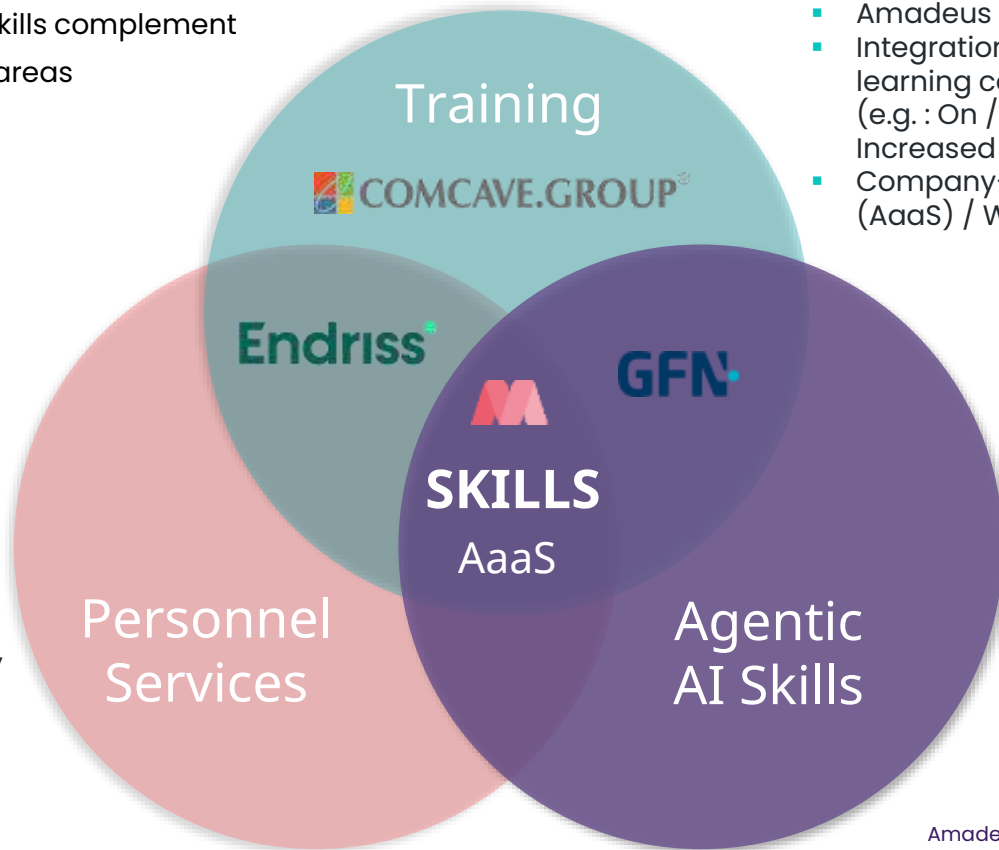 kills complement
areas
Amadeus
Integration
learning co
(e.g. : On /
Increased
Company-
(AaaS) / W
Training
COMCAVE.GROUP®
Endriss
GFN
SKILLS
AaaS
Personnel
Services
Agentic
AI Skills
Amade